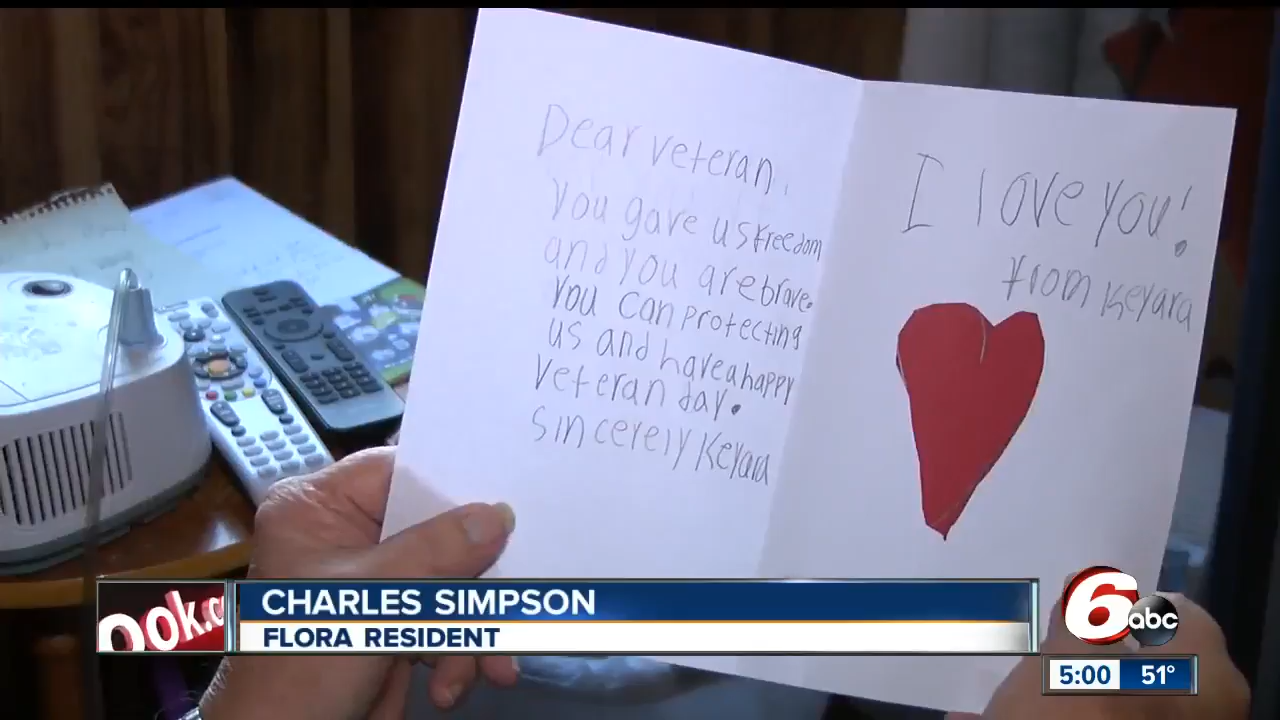 Dear veteran,
You gave us freedom
and you are brave.
You can protecting
us and have a happy
Veteran day.
Sincerely Keyara
I love you!
from Keyara
Ook.c
CHARLES SIMPSON
FLORA RESIDENT
6 abc
5:00 51°